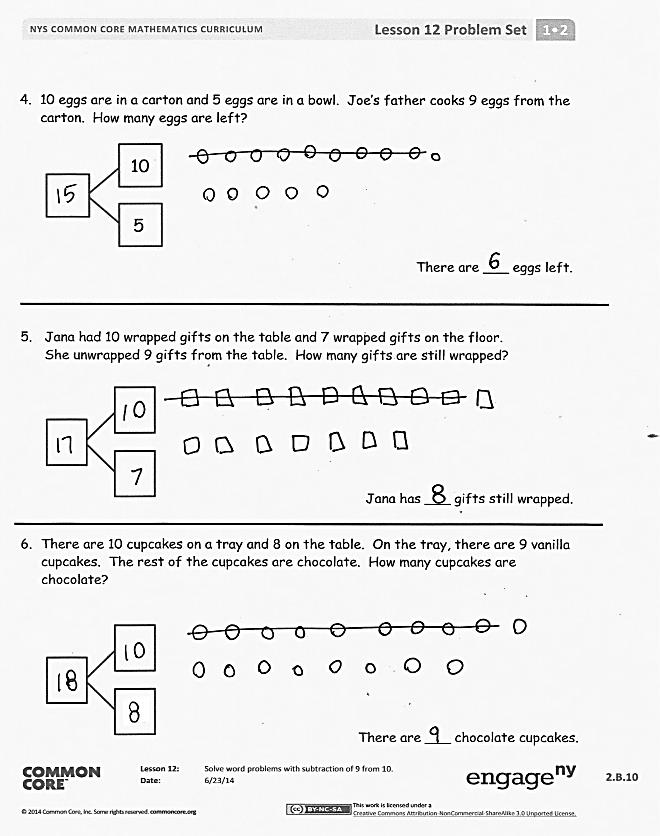 NYS COMMON CORE MATHEMATICS CURRICULUM
Lesson 12 Problem Set 1•2
4. 10 eggs are in a carton and 5 eggs are in a bowl. Joe's father cooks 9 eggs from the
carton. How many eggs are left?
10
15
5
There are 6 eggs left.
5. Jana had 10 wrapped gifts on the table and 7 wrapped gifts on the floor.
She unwrapped 9 gifts from the table. How many gifts are still wrapped?
10
17
7
Jana has 8 gifts still wrapped.
6. There are 10 cupcakes on a tray and 8 on the table. On the tray, there are 9 vanilla
cupcakes. The rest of the cupcakes are chocolate. How many cupcakes are
chocolate?
10
18
8
There are 9 chocolate cupcakes.
COMMON
CORE™
Lesson 12: Solve word problems with subtraction of 9 from 10.
Date: 6/23/14
engage ny
2.B.10
© 2014 Common Core, Inc. Some rights reserved. commoncore.org
(cc) BY-NC-SA
This work is licensed under a
Creative Commons Attribution-NonCommercial-ShareAlike 3.0 Unported License.